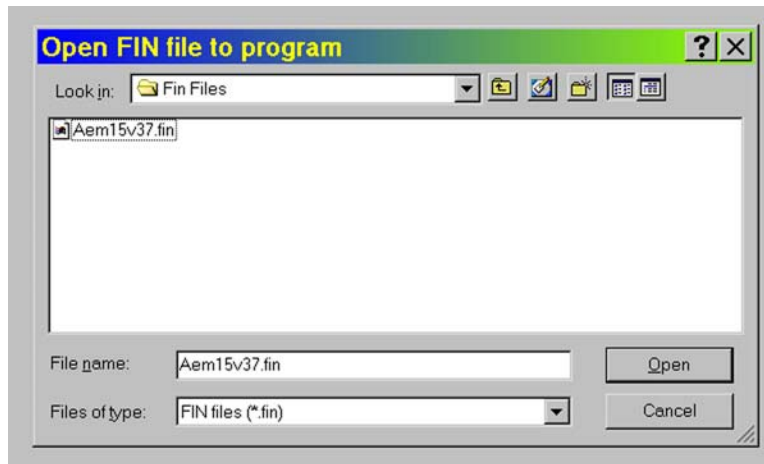 Open FIN file to program
Look in: Fin Files
Aem15v37.fin
File name: Aem15v37.fin Open
Files of type: FIN files (*.fin) Cancel